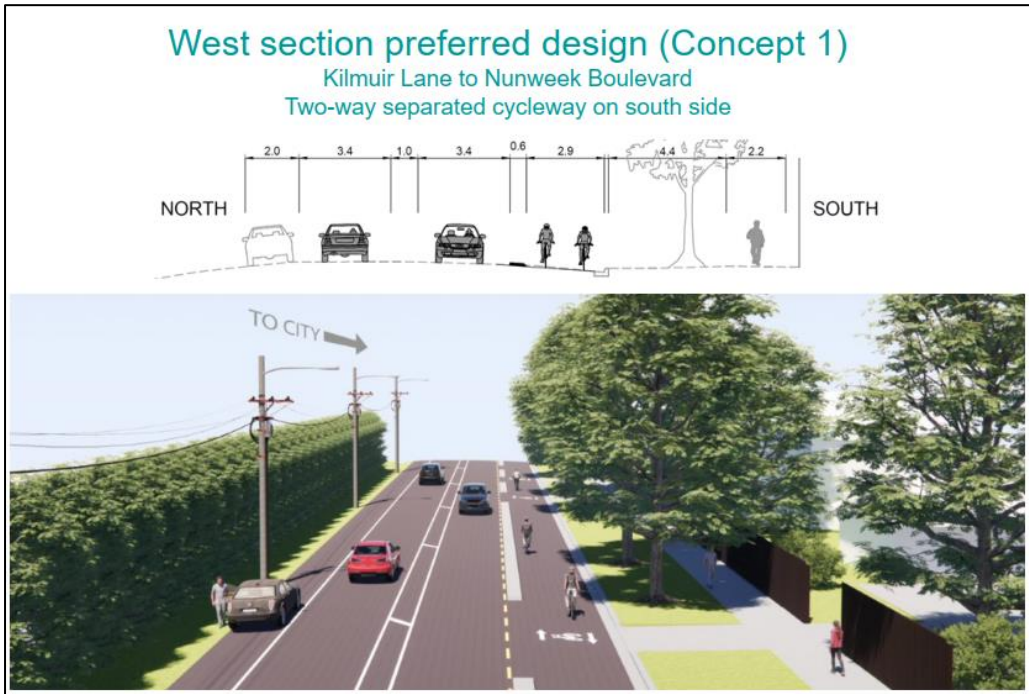 West section preferred design (Concept 1)
Kilmuir Lane to Nunweek Boulevard
Two-way separated cycleway on south side
2.0 3.4 1.0 3.4 0.6 2.9 4.4 2.2
NORTH SOUTH
TO CITY